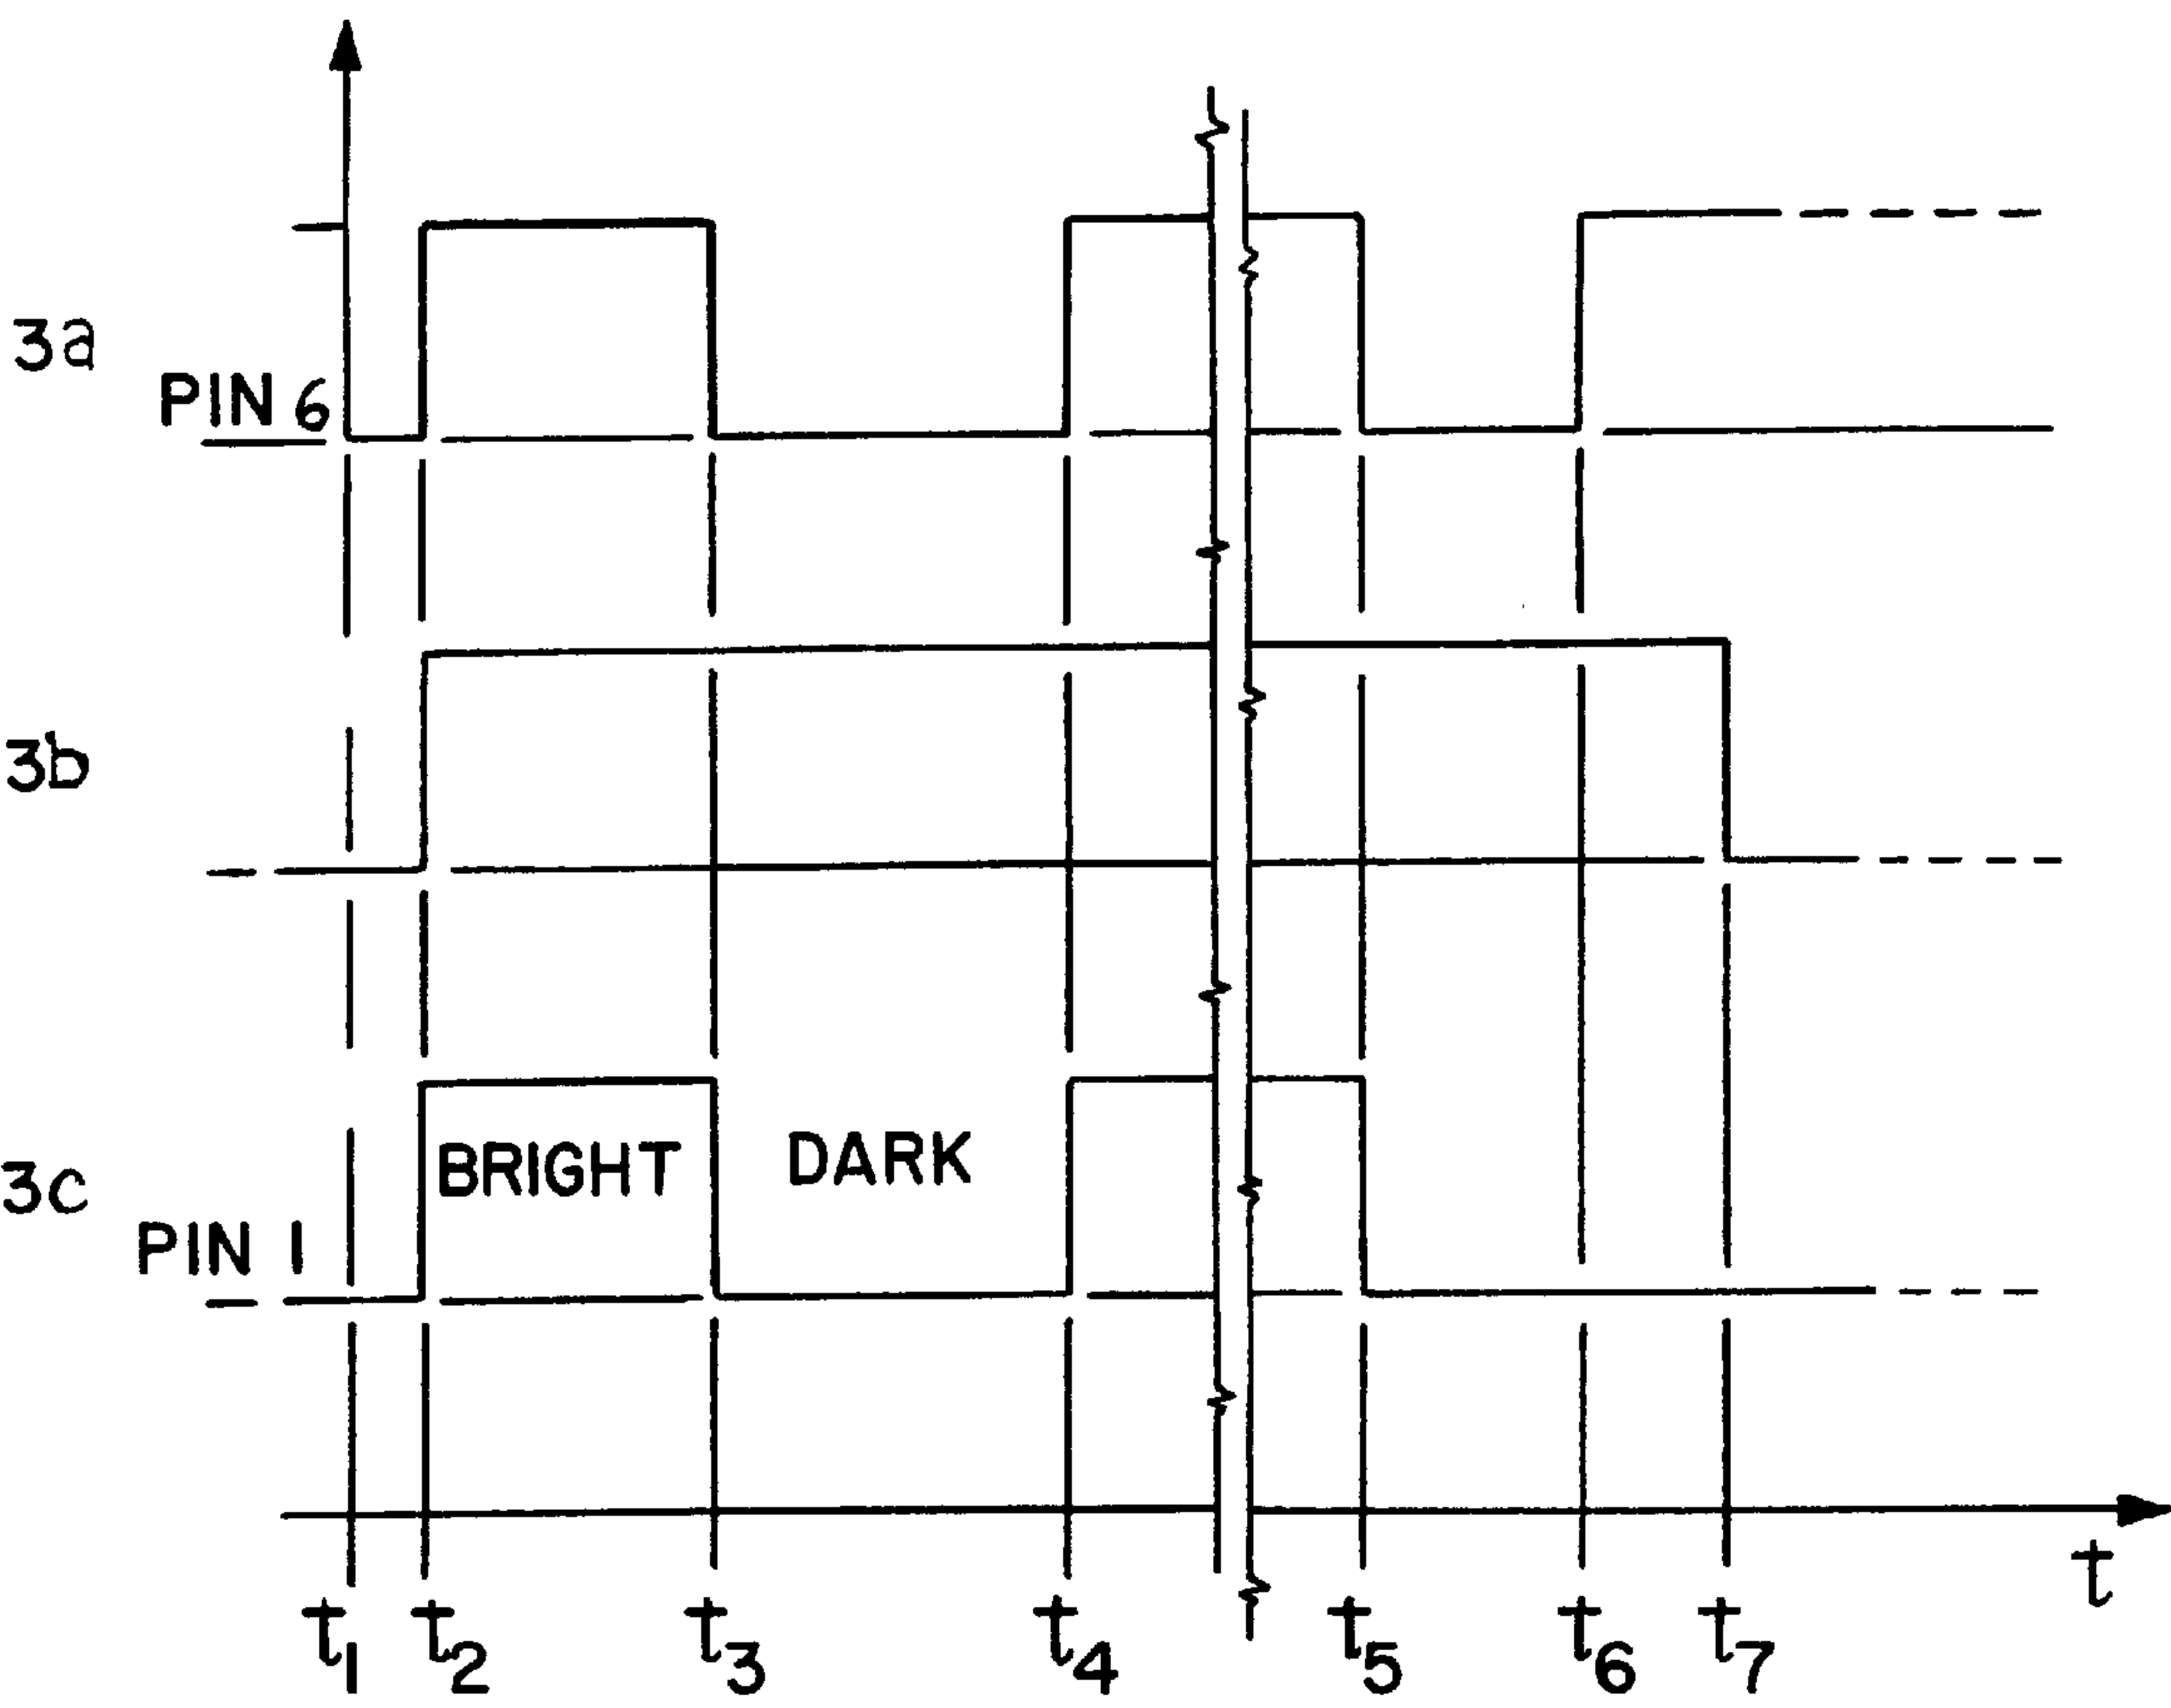 3a
PIN 6
3b
3c
BRIGHT
DARK
PIN 1
t
t1 t2 t3 t4 t5 t6 t7